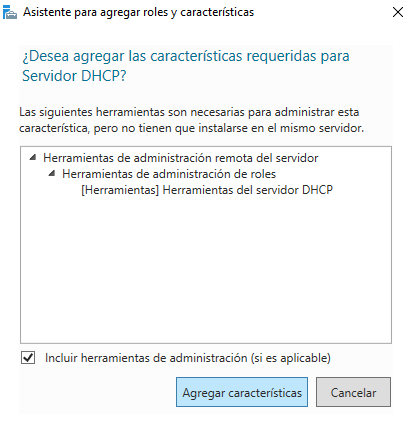 Asistente para agregar roles y características
¿Desea agregar las características requeridas para
Servidor DHCP?
Las siguientes herramientas son necesarias para administrar esta
característica, pero no tienen que instalarse en el mismo servidor.
Herramientas de administración remota del servidor
Herramientas de administración de roles
[Herramientas] Herramientas del servidor DHCP
Incluir herramientas de administración (si es aplicable)
Agregar características
Cancelar